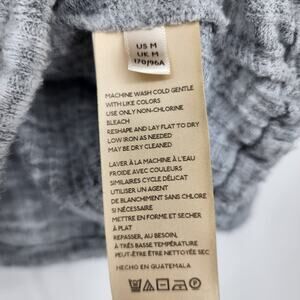 US M
UK M
170/96A
MACHINE WASH COLD GENTLE
WITH LIKE COLORS
USE ONLY NON-CHLORINE
BLEACH
RESHAPE AND LAY FLAT TO DRY
LOW IRON AS NEEDED
MAY BE DRY CLEANED
LAVER À LA MACHINE À L'EAU
FROIDE AVEC COULEURS
SIMILAIRES CYCLE DÉLICAT
UTILISER UN AGENT
DE BLANCHIMENT SANS CHLORE
SI NÉCESSAIRE
METTRE EN FORME ET SÉCHER
À PLAT
REPASSER, AU BESOIN,
À TRÈS BASSE TEMPÉRATURE
PEUT-ÊTRE ÊTRE NETTOYÉ SEC
HECHO EN GUATEMALA